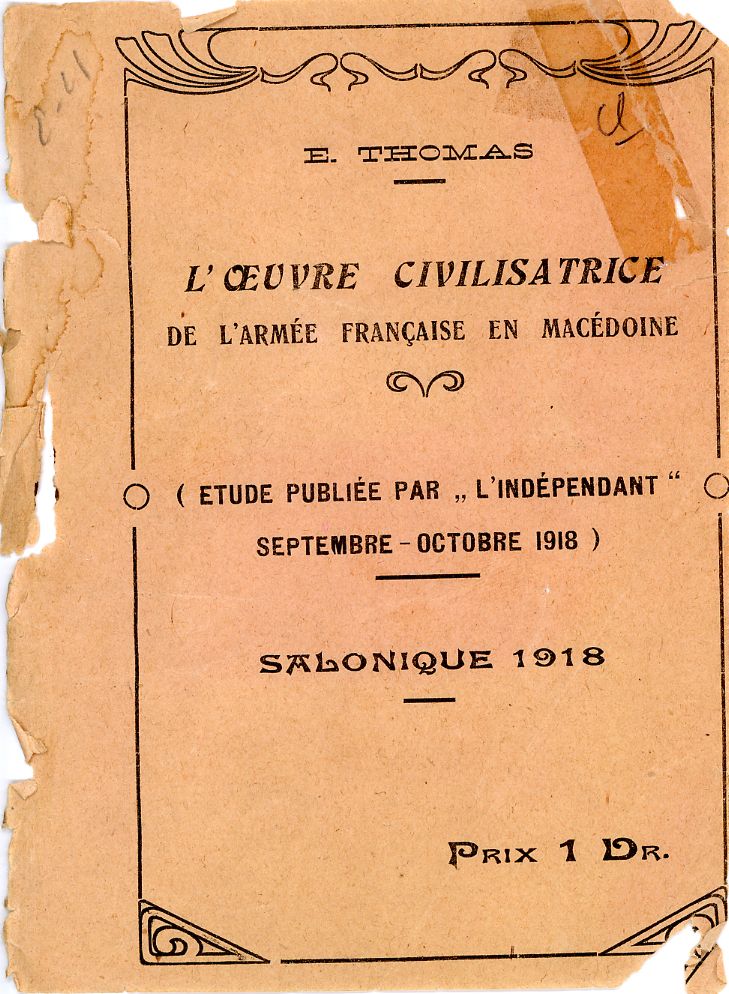 E. THOMAS
L'ŒUVRE CIVILISATRICE
DE L'ARMÉE FRANÇAISE EN MACÉDOINE
( ETUDE PUBLIÉE PAR „ L'INDÉPENDANT “
SEPTEMBRE - OCTOBRE 1918 )
SALONIQUE 1918
PRIX 1 DR.